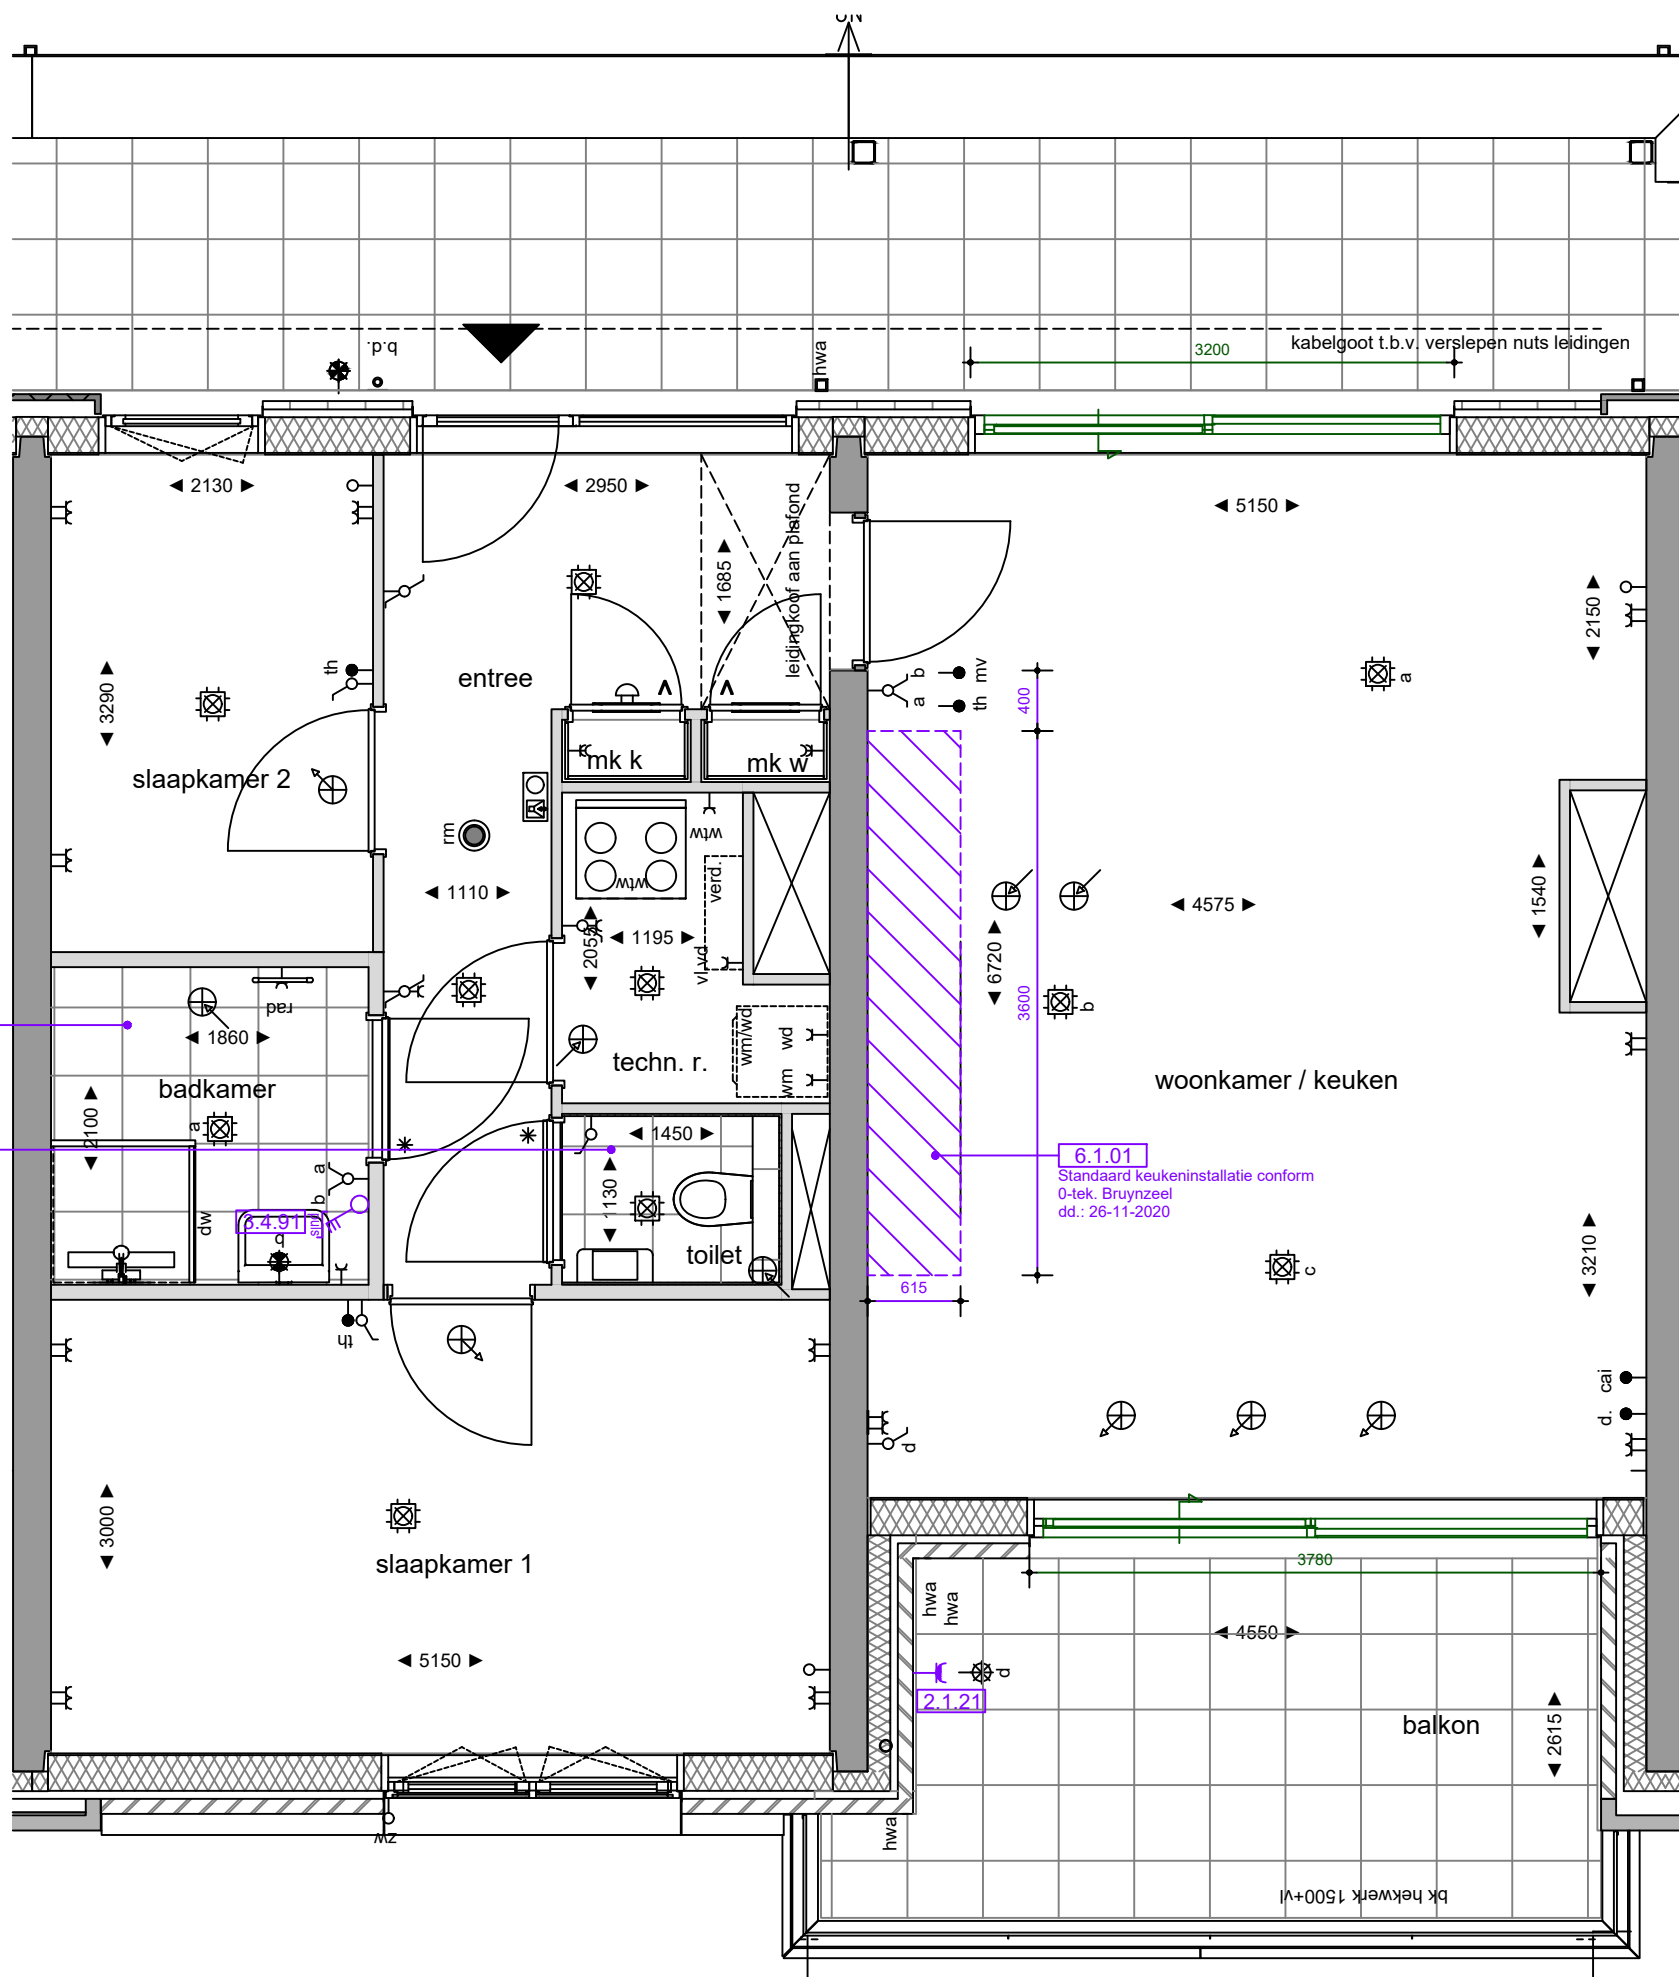 kabelgoot t.b.v. verslepen nuts leidingen
3200
b.d.
hwa
2130
2950
5150
leidingkoof aan plafond
1685
2150
entree
th
a
b
th
mv
400
a
3290
slaapkamer 2
mk k
mk w
rm
wtw
wtw
verd.
1110
2055
1195
vl.vd
4575
1540
6720
3600
b
rad
1860
badkamer
a
2100
techn. r.
wm/wd
wd
wm
woonkamer / keuken
1450
1130
6.1.01
Standaard keukeninstallatie conform
0-tek. Bruynzeel
dd.: 26-11-2020
a
b
dw
3.4.91
b
toilet
615
3210
c
th
cai
d.
d
3000
slaapkamer 1
3780
hwa
hwa
4550
5150
d
2.1.21
balkon
2615
zw
hwa
bk hekwerk 1500+vl